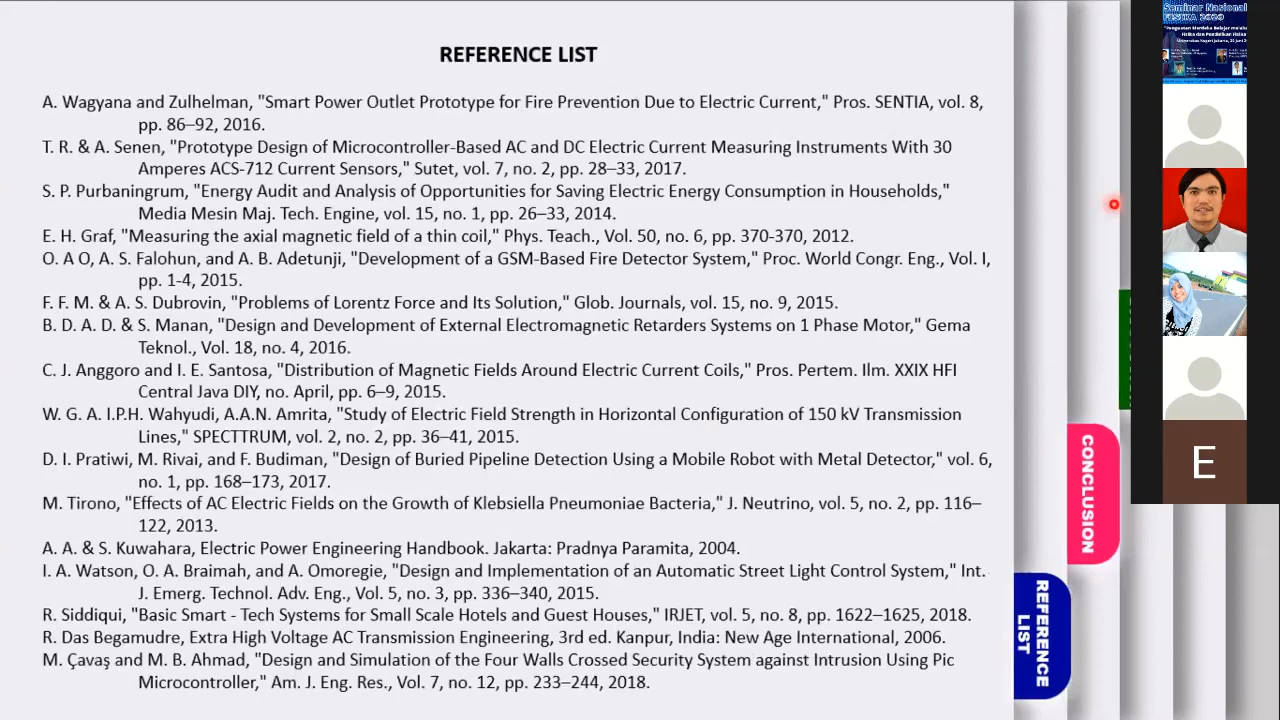 REFERENCE LIST
A. Wagyana and Zulhelman, "Smart Power Outlet Prototype for Fire Prevention Due to Electric Current," Pros. SENTIA, vol. 8,
pp. 86–92, 2016.
T. R. & A. Senen, "Prototype Design of Microcontroller-Based AC and DC Electric Current Measuring Instruments With 30
Amperes ACS-712 Current Sensors," Sutet, vol. 7, no. 2, pp. 28–33, 2017.
S. P. Purbaningrum, "Energy Audit and Analysis of Opportunities for Saving Electric Energy Consumption in Households,"
Media Mesin Maj. Tech. Engine, vol. 15, no. 1, pp. 26–33, 2014.
E. H. Graf, "Measuring the axial magnetic field of a thin coil," Phys. Teach., Vol. 50, no. 6, pp. 370-370, 2012.
O. A O, A. S. Falohun, and A. B. Adetunji, "Development of a GSM-Based Fire Detector System," Proc. World Congr. Eng., Vol. I,
pp. 1-4, 2015.
F. F. M. & A. S. Dubrovin, "Problems of Lorentz Force and Its Solution," Glob. Journals, vol. 15, no. 9, 2015.
B. D. A. D. & S. Manan, "Design and Development of External Electromagnetic Retarders Systems on 1 Phase Motor," Gema
Teknol., Vol. 18, no. 4, 2016.
C. J. Anggoro and I. E. Santosa, "Distribution of Magnetic Fields Around Electric Current Coils," Pros. Pertem. Ilm. XXIX HFI
Central Java DIY, no. April, pp. 6–9, 2015.
W. G. A. I.P.H. Wahyudi, A.A.N. Amrita, "Study of Electric Field Strength in Horizontal Configuration of 150 kV Transmission
Lines," SPECTTRUM, vol. 2, no. 2, pp. 36–41, 2015.
D. I. Pratiwi, M. Rivai, and F. Budiman, "Design of Buried Pipeline Detection Using a Mobile Robot with Metal Detector," vol. 6,
no. 1, pp. 168–173, 2017.
M. Tirono, "Effects of AC Electric Fields on the Growth of Klebsiella Pneumoniae Bacteria," J. Neutrino, vol. 5, no. 2, pp. 116–
122, 2013.
A. A. & S. Kuwahara, Electric Power Engineering Handbook. Jakarta: Pradnya Paramita, 2004.
I. A. Watson, O. A. Braimah, and A. Omoregie, "Design and Implementation of an Automatic Street Light Control System," Int.
J. Emerg. Technol. Adv. Eng., Vol. 5, no. 3, pp. 336–340, 2015.
R. Siddiqui, "Basic Smart - Tech Systems for Small Scale Hotels and Guest Houses," IRJET, vol. 5, no. 8, pp. 1622–1625, 2018.
R. Das Begamudre, Extra High Voltage AC Transmission Engineering, 3rd ed. Kanpur, India: New Age International, 2006.
M. Çavaş and M. B. Ahmad, "Design and Simulation of the Four Walls Crossed Security System against Intrusion Using Pic
Microcontroller," Am. J. Eng. Res., Vol. 7, no. 12, pp. 233–244, 2018.
CONCLUSION
REFERENCE
LIST
Seminar Nasional
FISIKA 2020
E